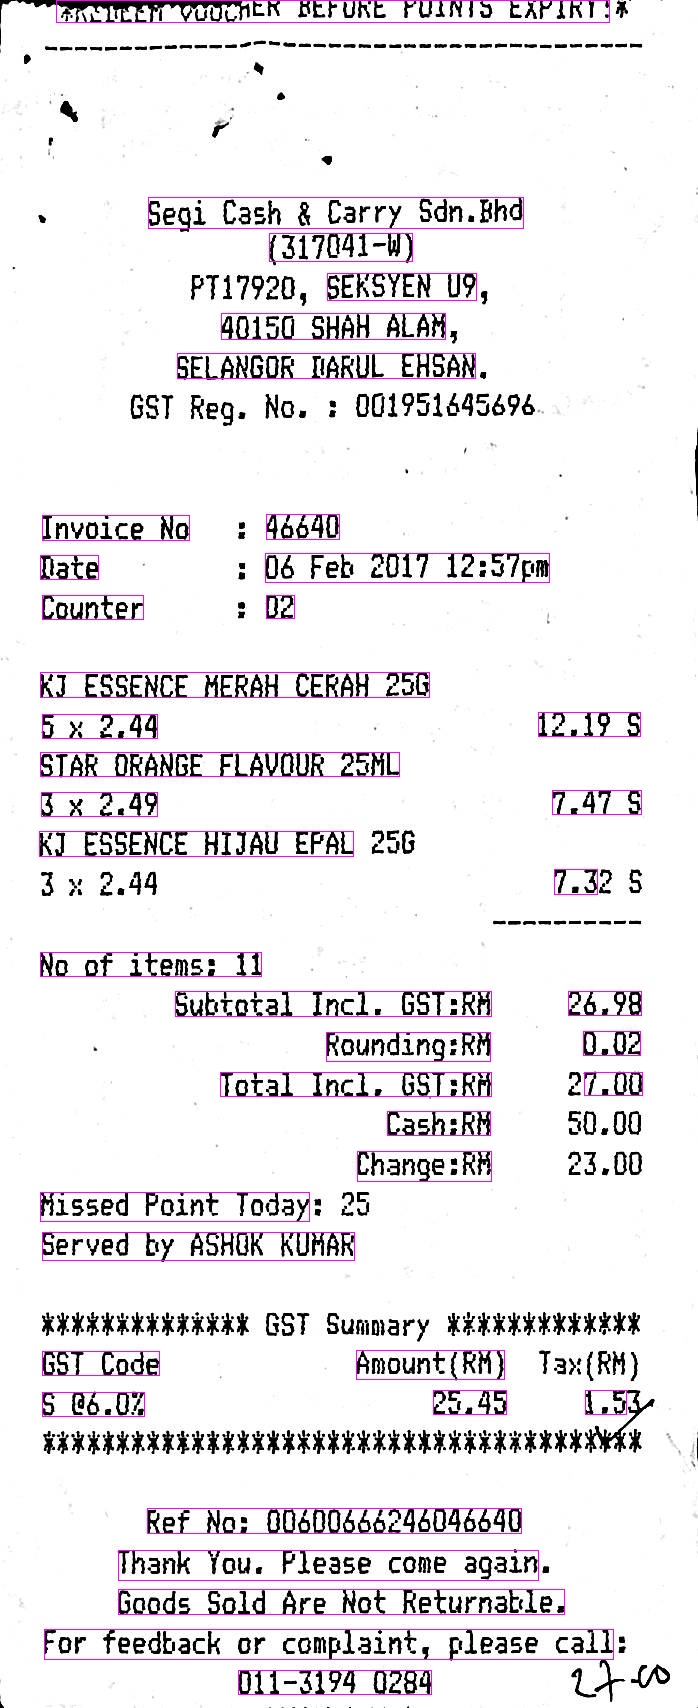 *REDEEM VOUCHER BEFORE POINTS EXPIRY!*
Segi Cash & Carry Sdn.Bhd
(317041-W)
PT17920, SEKSYEN U9,
40150 SHAH ALAM,
SELANGOR DARUL EHSAN.
GST Reg. No. : 001951645696
Invoice No : 46640
Date : 06 Feb 2017 12:57pm
Counter : 02
KJ ESSENCE MERAH CERAH 25G
5 x 2.44 12.19 S
STAR ORANGE FLAVOUR 25ML
3 x 2.49 7.47 S
KJ ESSENCE HIJAU EPAL 25G
3 x 2.44 7.32 S
No of items: 11
Subtotal Incl. GST:RM 26.98
Rounding:RM 0.02
Total Incl. GST:RM 27.00
Cash:RM 50.00
Change:RM 23.00
Missed Point Today: 25
Served by ASHOK KUMAR
************** GST Summary *************
GST Code Amount(RM) Tax(RM)
S @6.0% 25.45 1.53
****************************************
Ref No: 00600666246046640
Thank You. Please come again.
Goods Sold Are Not Returnable.
For feedback or complaint, please call:
011-3194 0284 27-00